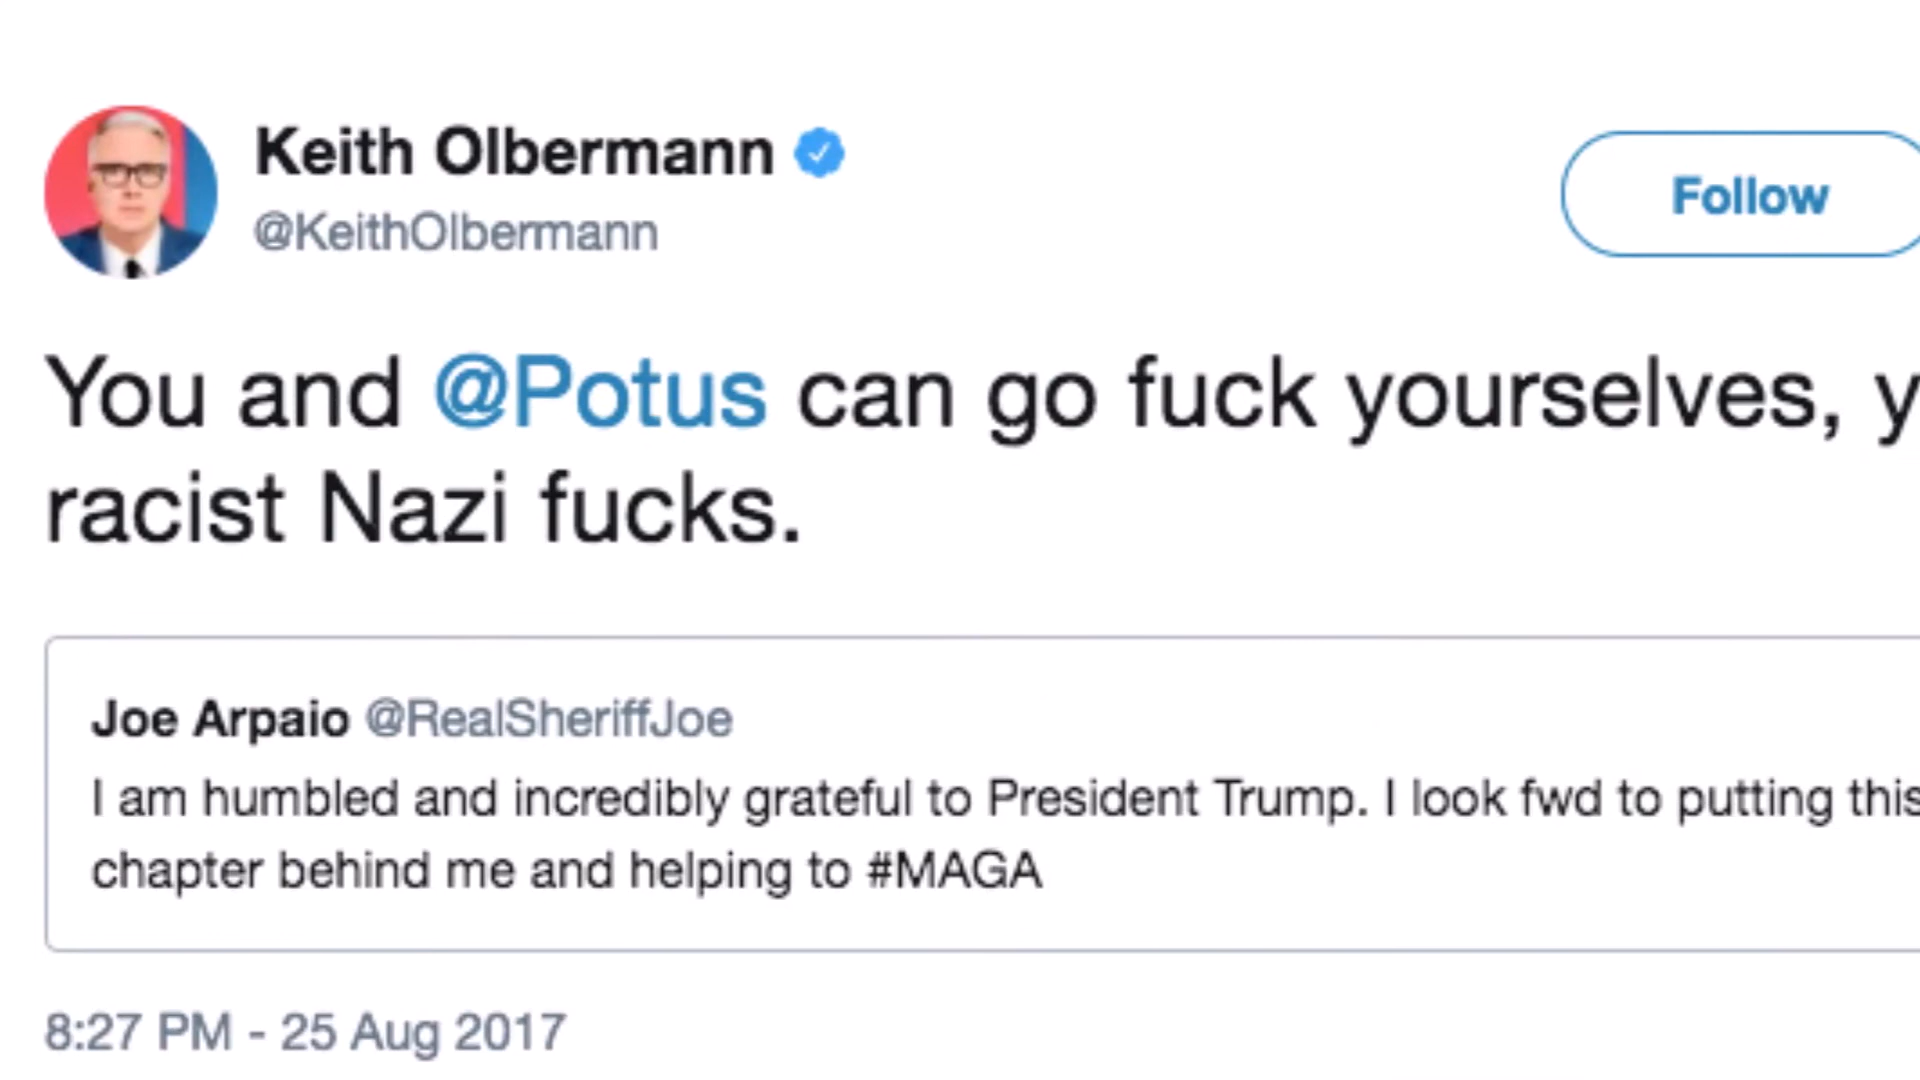 Keith Olbermann
@KeithOlbermann
Follow
You and @Potus can go fuck yourselves, y
racist Nazi fucks.
Joe Arpaio @RealSheriffJoe
I am humbled and incredibly grateful to President Trump. I look fwd to putting this
chapter behind me and helping to #MAGA
8:27 PM - 25 Aug 2017